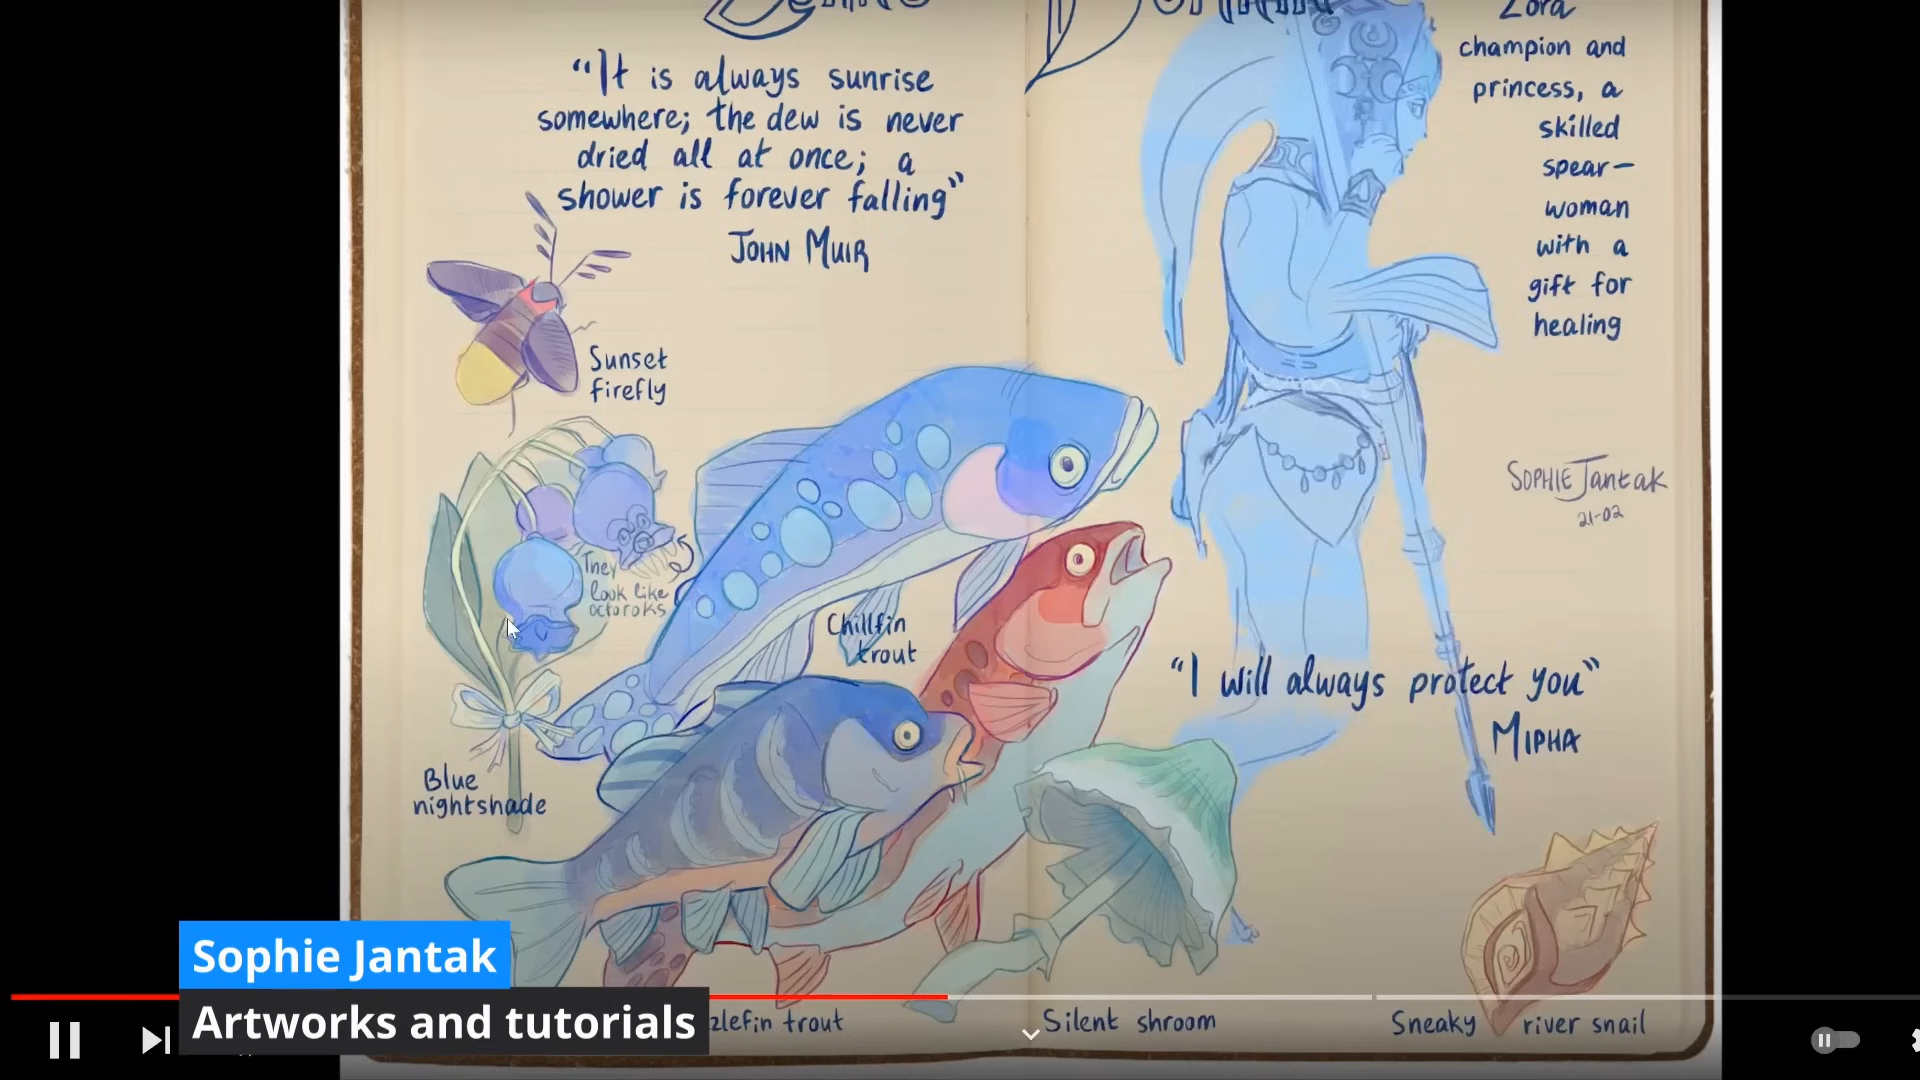 “It is always sunrise
somewhere; the dew is never
dried all at once; a
shower is forever falling”
JOHN MUIR
Zora
champion and
princess, a
skilled
spear-
woman
with a
gift for
healing
Sunset
firefly
SOPHIE Jantak
21-02
They
look like
octoroks
Chillfin
trout
“I will always protect you”
MIPHA
Blue
nightshade
Sophie Jantak
Artworks and tutorials
zlefin trout
Silent shroom
Sneaky river snail